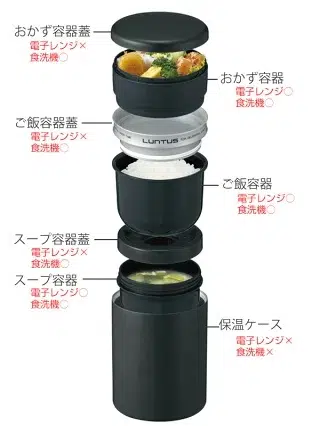 おかず容器蓋
電子レンジ×
食洗機○
おかず容器
電子レンジ○
食洗機○
ご飯容器蓋
電子レンジ×
食洗機○
LUNTUS
ご飯容器
電子レンジ○
食洗機○
スープ容器蓋
電子レンジ×
食洗機○
スープ容器
電子レンジ○
食洗機○
保温ケース
電子レンジ×
食洗機×